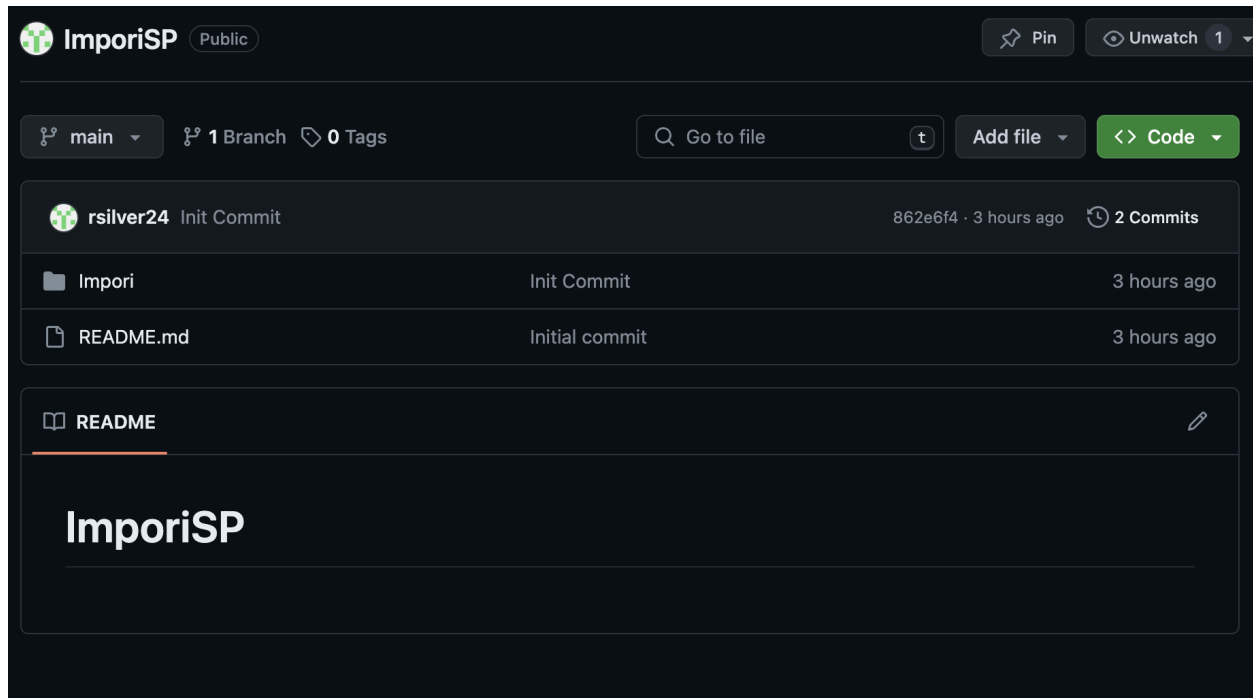 ImporiSP Public Pin Unwatch 1
main 1 Branch 0 Tags Go to file t Add file Code
rsilver24 Init Commit 862e6f4 · 3 hours ago 2 Commits
Impori Init Commit 3 hours ago
README.md Initial commit 3 hours ago
README
ImporiSP